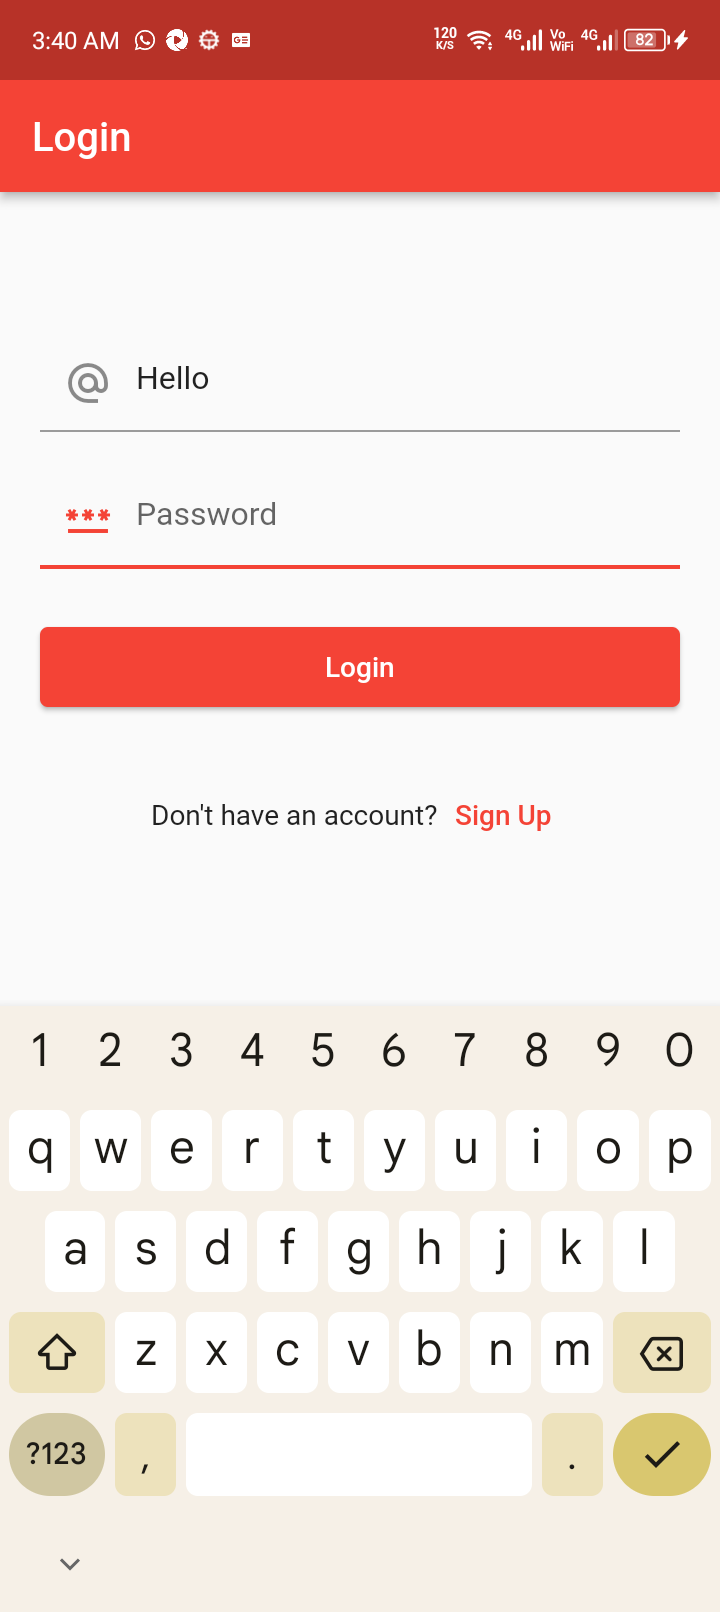 3:40 AM 120 K/S 4G Vo WiFi 4G 82
Login
Hello
*** Password
Login
Don't have an account? Sign Up
1 2 3 4 5 6 7 8 9 0
q w e r t y u i o p
a s d f g h j k l
z x c v b n m
?123 , .